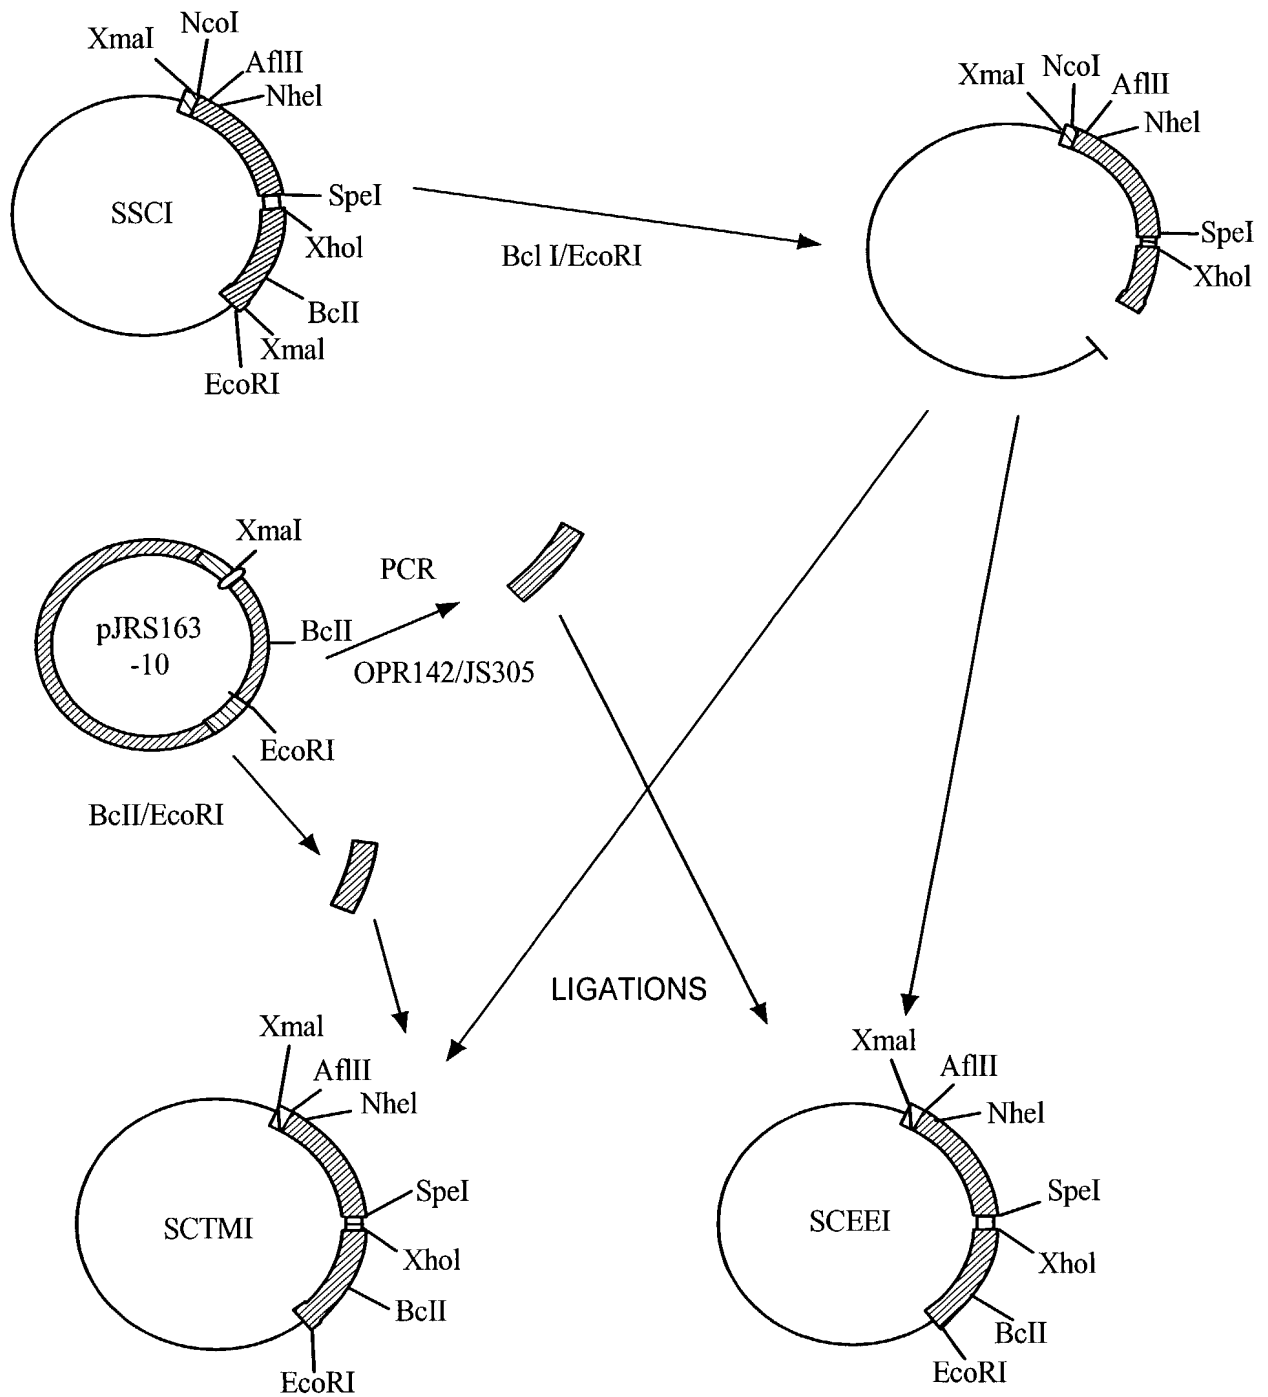 NcoI
XmaI
AflII
NheI
SSCI
SpeI
XhoI
BclI
XmaI
EcoRI
Bcl I/EcoRI
XmaI
NcoI
AflII
NheI
SpeI
XhoI
XmaI
pJRS163
-10
BclI
EcoRI
PCR
OPR142/JS305
BclI/EcoRI
LIGATIONS
XmaI
AflII
NheI
SCTMI
SpeI
XhoI
BclI
EcoRI
XmaI
AflII
NheI
SCEEI
SpeI
XhoI
BclI
EcoRI